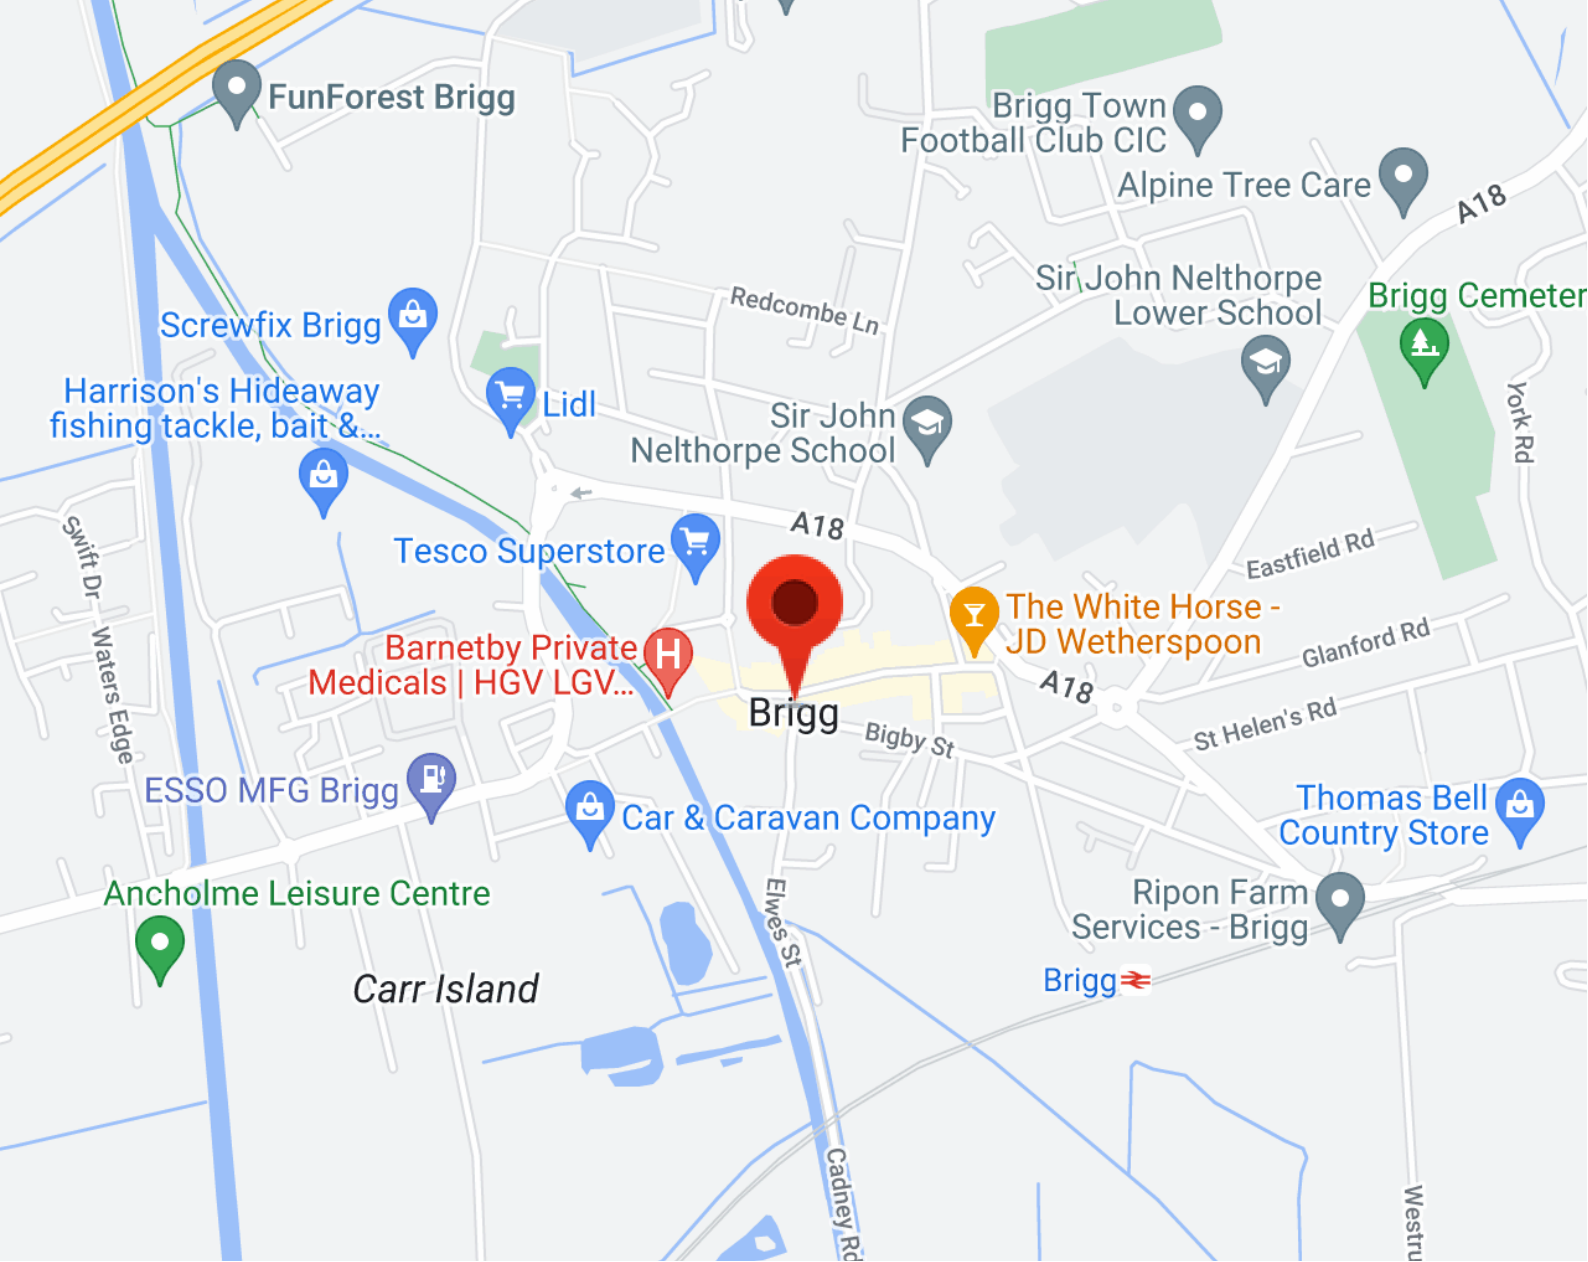 FunForest Brigg
Brigg Town
Football Club CIC
Alpine Tree Care
A18
Sir John Nelthorpe
Lower School
Brigg Cemeter
Redcombe Ln
Screwfix Brigg
Harrison's Hideaway
fishing tackle, bait &...
Lidl
Sir John
Nelthorpe School
York Rd
A18
Tesco Superstore
Swift Dr
Eastfield Rd
The White Horse -
JD Wetherspoon
Glanford Rd
Barnetby Private
Medicals | HGV LGV...
H
Waters Edge
A18
Brigg
Bigby St
St Helen's Rd
ESSO MFG Brigg
Car & Caravan Company
Thomas Bell
Country Store
Ancholme Leisure Centre
Elwes St
Ripon Farm
Services - Brigg
Carr Island
Brigg
Cadney Rd
Westru